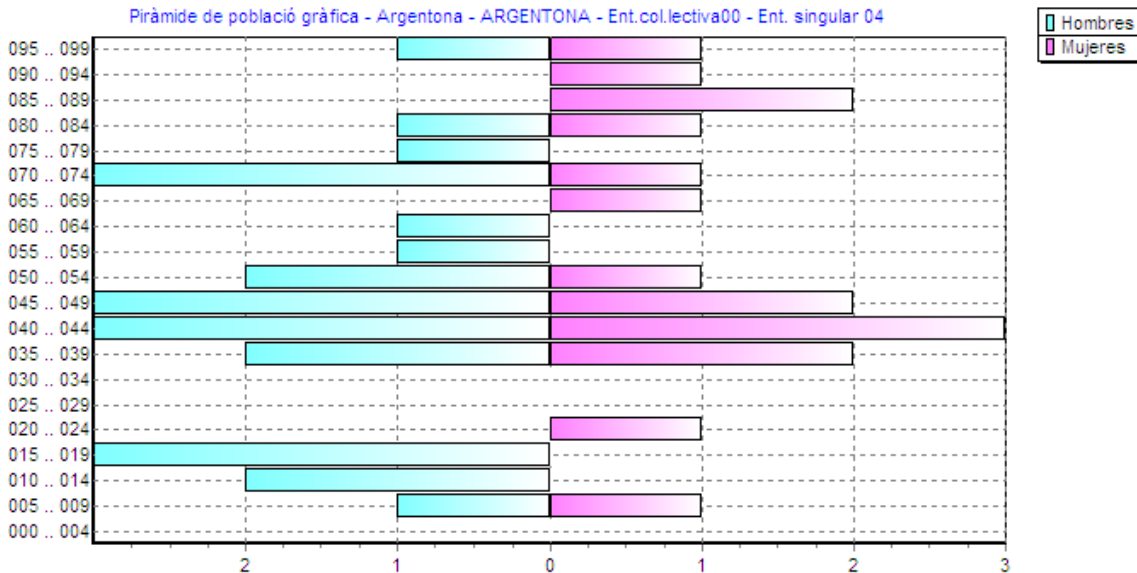 Piràmide de població gràfica - Argentona - ARGENTONA - Ent.col.lectiva00 - Ent. singular 04
Hombres
Mujeres
095 .. 099
090 .. 094
085 .. 089
080 .. 084
075 .. 079
070 .. 074
065 .. 069
060 .. 064
055 .. 059
050 .. 054
045 .. 049
040 .. 044
035 .. 039
030 .. 034
025 .. 029
020 .. 024
015 .. 019
010 .. 014
005 .. 009
000 .. 004
2 1 0 1 2 3